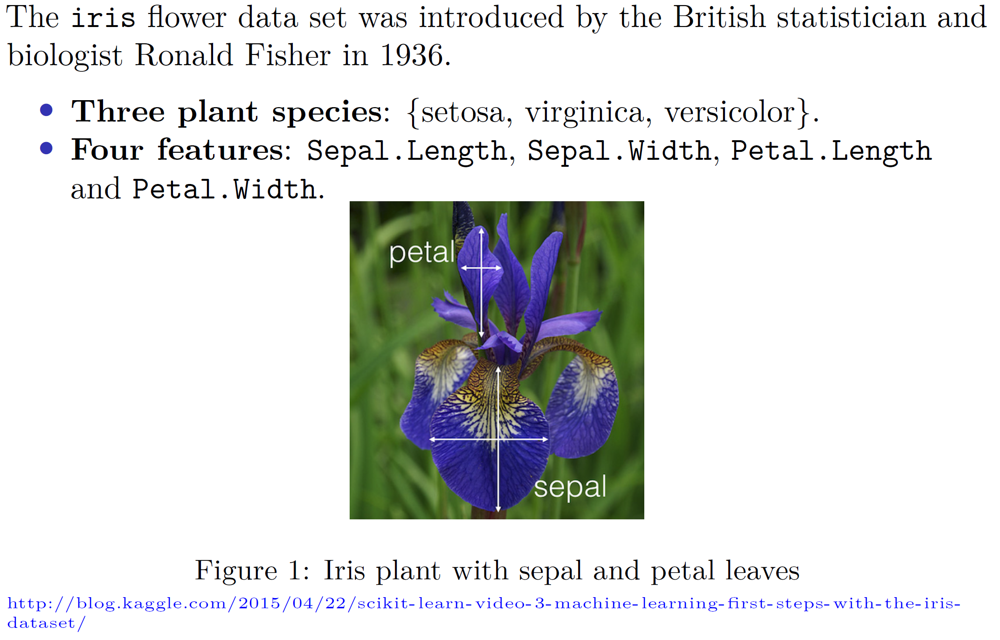 The iris flower data set was introduced by the British statistician and
biologist Ronald Fisher in 1936.
• Three plant species: {setosa, virginica, versicolor}.
• Four features: Sepal.Length, Sepal.Width, Petal.Length
and Petal.Width.
petal
sepal
Figure 1: Iris plant with sepal and petal leaves
http://blog.kaggle.com/2015/04/22/scikit-learn-video-3-machine-learning-first-steps-with-the-iris-
dataset/